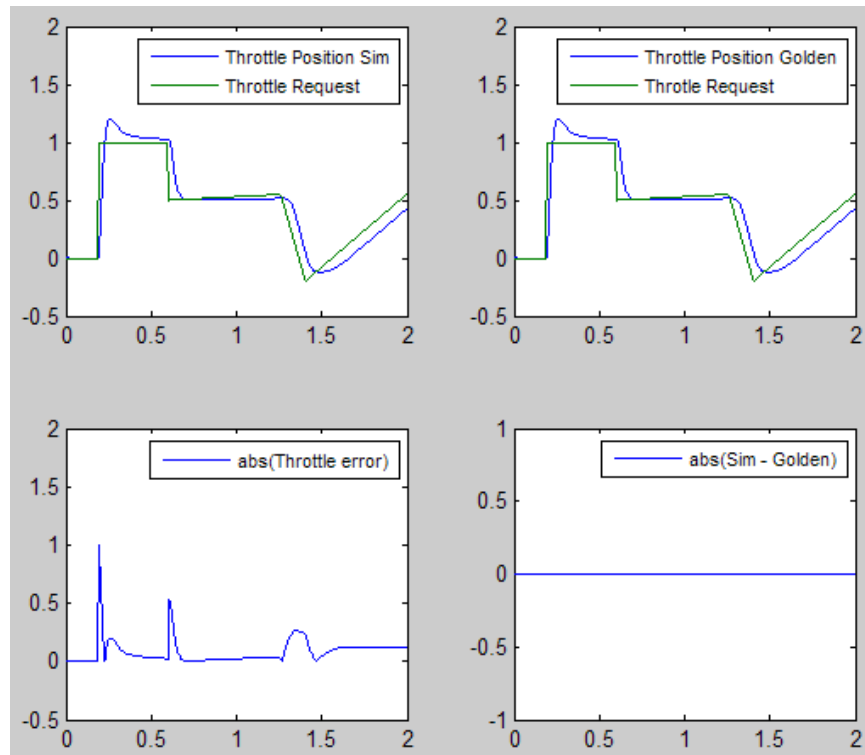 2
1.5
1
0.5
0
-0.5
Throttle Position Sim
Throttle Request
0 0.5 1 1.5 2
2
1.5
1
0.5
0
-0.5
Throttle Position Golden
Throtle Request
0 0.5 1 1.5 2
2
1.5
1
0.5
0
-0.5
abs(Throttle error)
0 0.5 1 1.5 2
1
0.5
0
-0.5
-1
abs(Sim - Golden)
0 0.5 1 1.5 2